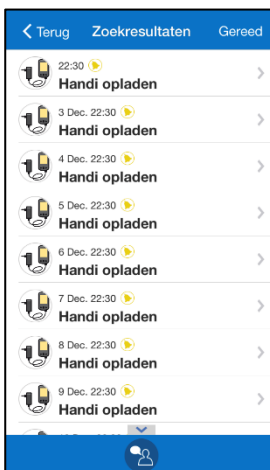 Terug Zoekresultaten Gereed
22:30
Handi opladen
3 Dec. 22:30
Handi opladen
4 Dec. 22:30
Handi opladen
5 Dec. 22:30
Handi opladen
6 Dec. 22:30
Handi opladen
7 Dec. 22:30
Handi opladen
8 Dec. 22:30
Handi opladen
9 Dec. 22:30
Handi opladen